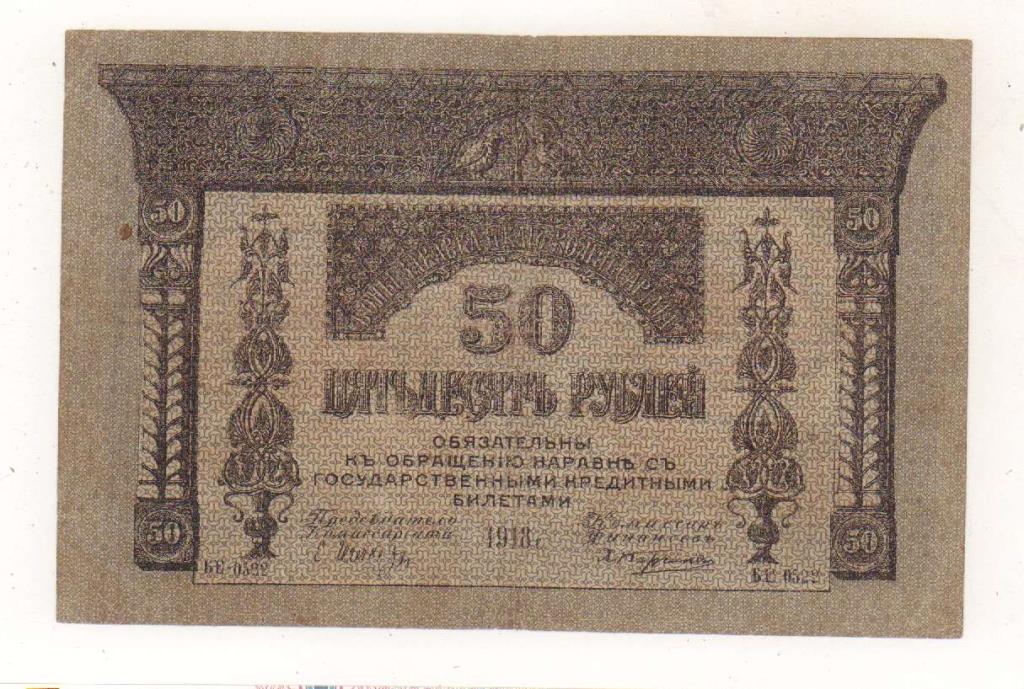 50
50
50
ПЯТЬДЕСЯТЪ РУБЛЕЙ
ОБЯЗАТЕЛЬНЫ
КЪ ОБРАЩЕНІЮ НАРАВНѢ СЪ
ГОСУДАРСТВЕННЫМИ КРЕДИТНЫМИ
БИЛЕТАМИ
Предсѣдатель
Комиссаріата
1918 г.
Комиссаръ
Финансовъ
50
50
БЕ-0522
БЕ-0522